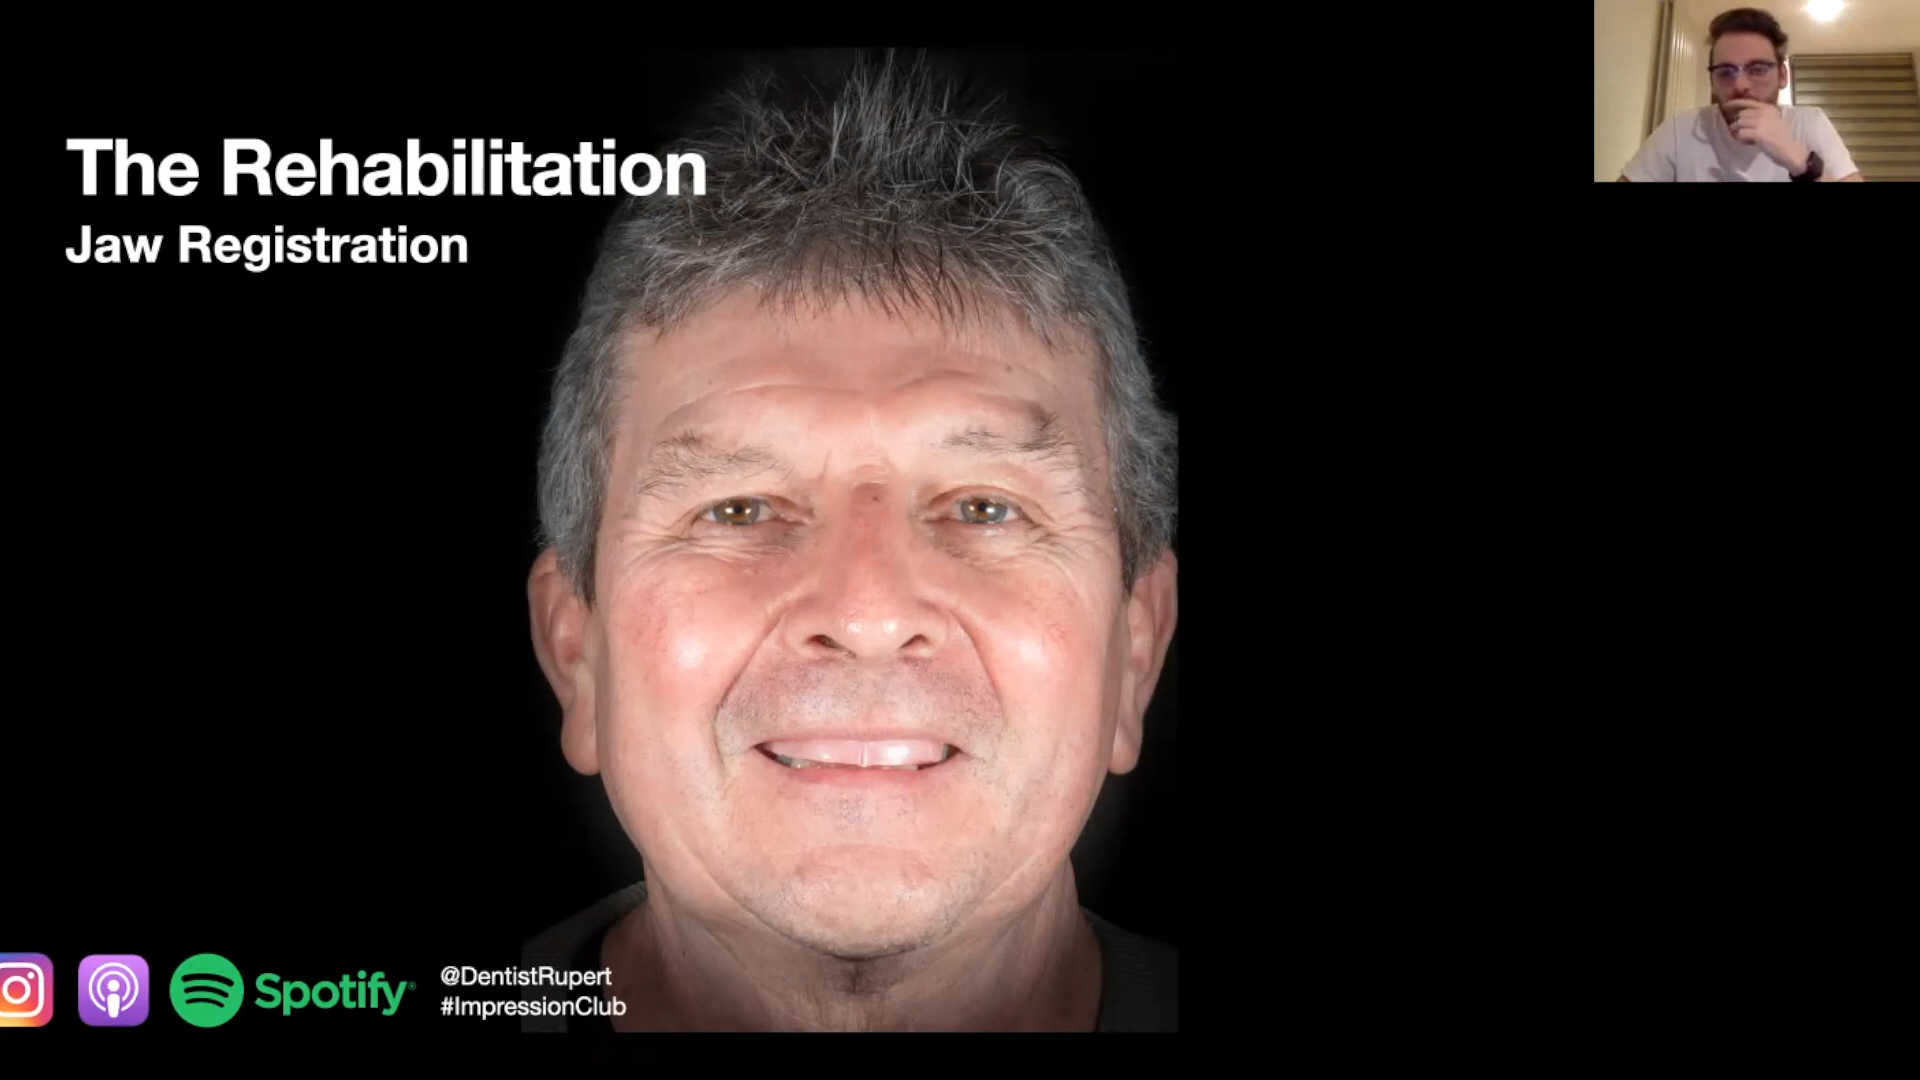 The Rehabilitation
Jaw Registration
Spotify®
@DentistRupert
#ImpressionClub